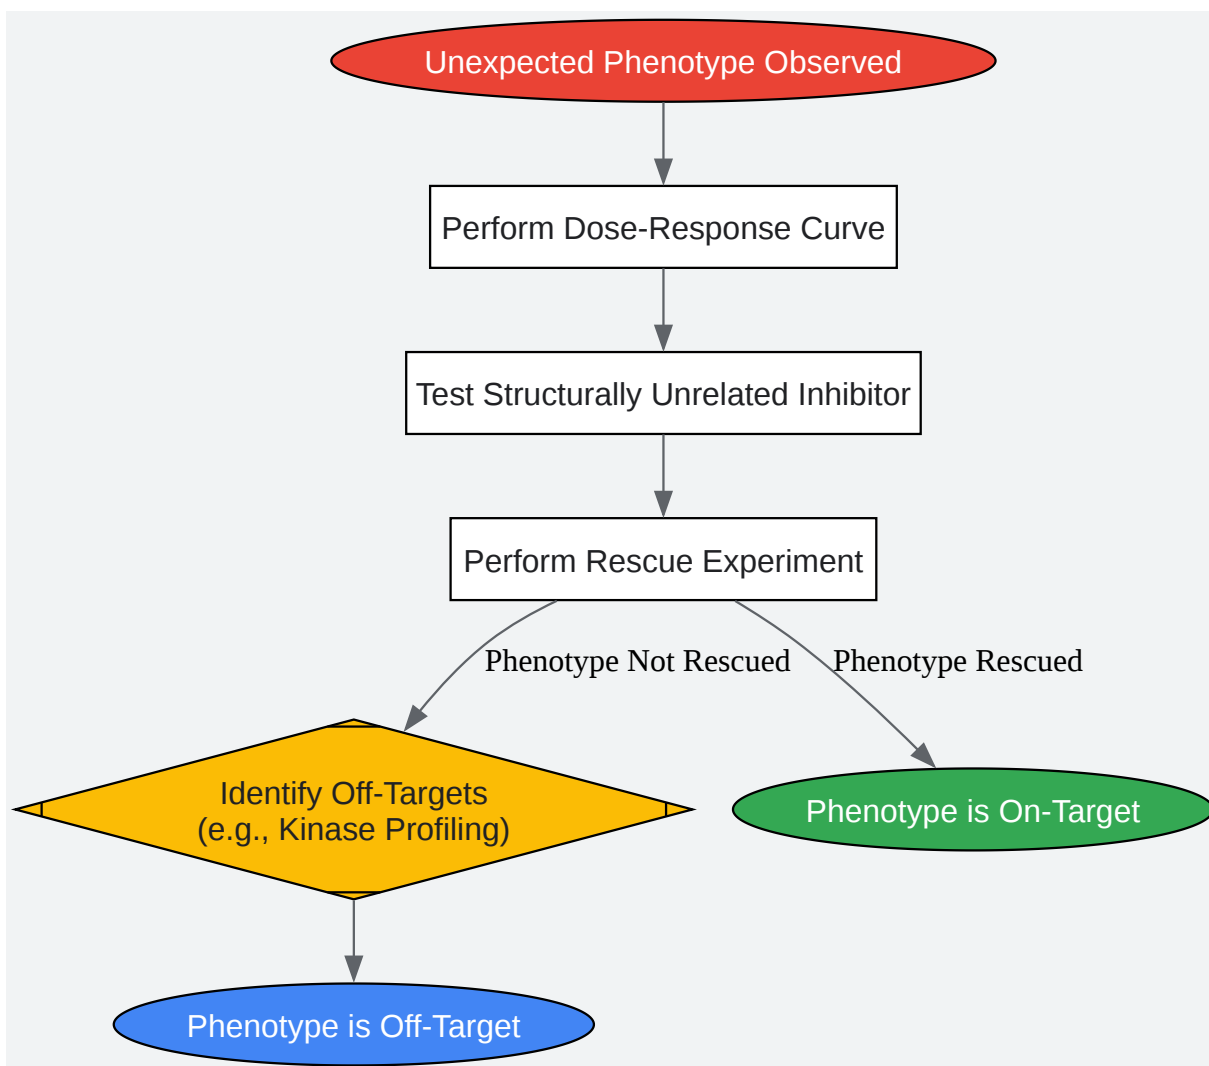 Unexpected Phenotype Observed
Perform Dose-Response Curve
Test Structurally Unrelated Inhibitor
Perform Rescue Experiment
Phenotype Not Rescued
Phenotype Rescued
Identify Off-Targets
(e.g., Kinase Profiling)
Phenotype is On-Target
Phenotype is Off-Target